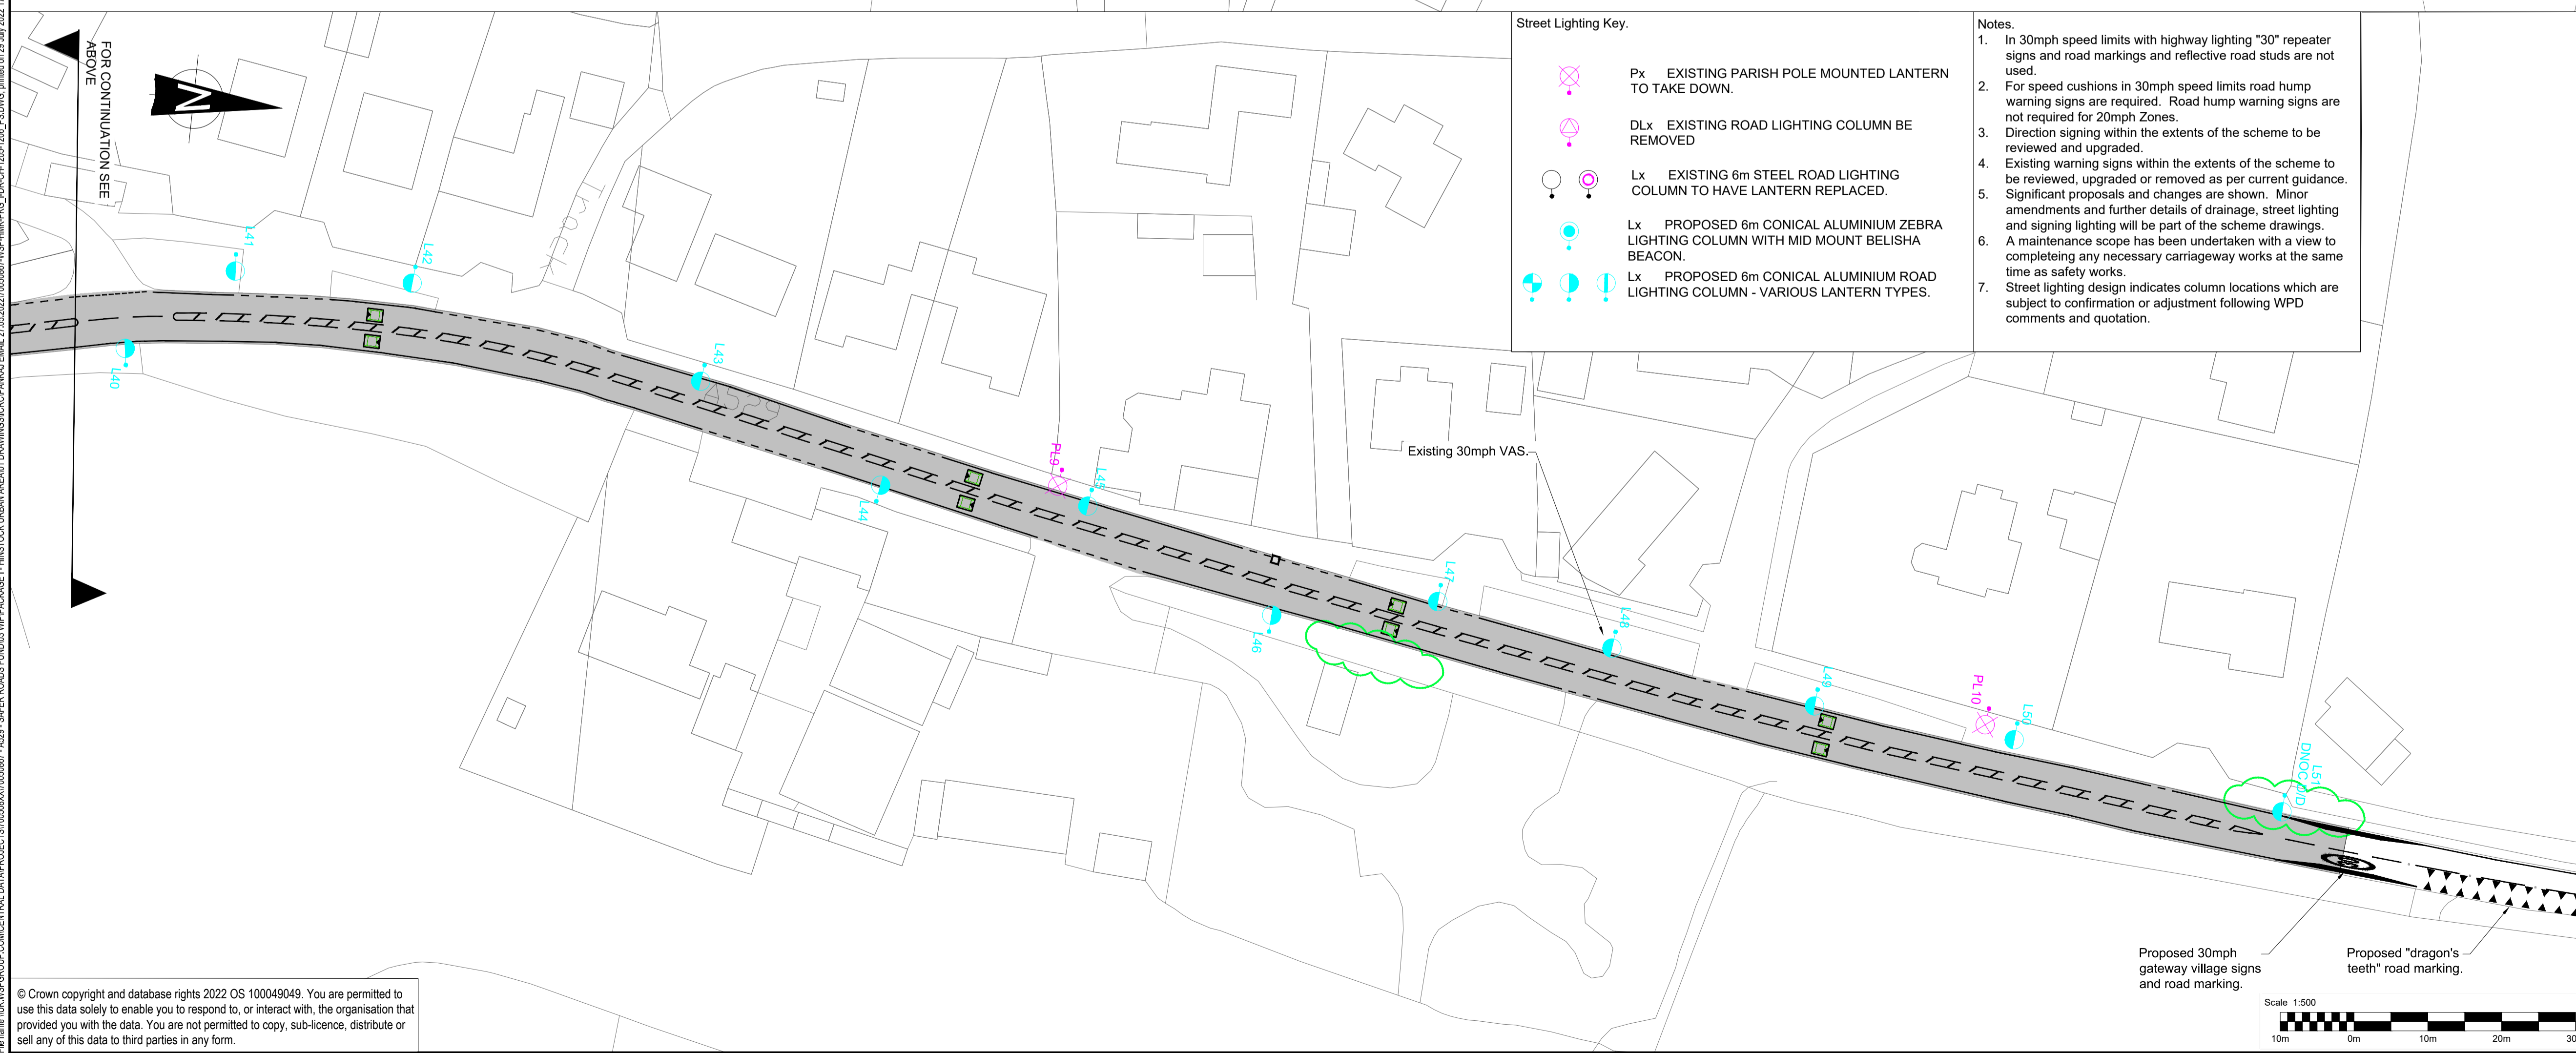 FOR CONTINUATION SEE
ABOVE
N
Street Lighting Key.
Px EXISTING PARISH POLE MOUNTED LANTERN
TO TAKE DOWN.
DLx EXISTING ROAD LIGHTING COLUMN BE
REMOVED
Lx EXISTING 6m STEEL ROAD LIGHTING
COLUMN TO HAVE LANTERN REPLACED.
Lx PROPOSED 6m CONICAL ALUMINIUM ZEBRA
LIGHTING COLUMN WITH MID MOUNT BELISHA
BEACON.
Lx PROPOSED 6m CONICAL ALUMINIUM ROAD
LIGHTING COLUMN - VARIOUS LANTERN TYPES.
Notes.
1. In 30mph speed limits with highway lighting "30" repeater
signs and road markings and reflective road studs are not
used.
2. For speed cushions in 30mph speed limits road hump
warning signs are required. Road hump warning signs are
not required for 20mph Zones.
3. Direction signing within the extents of the scheme to be
reviewed and upgraded.
4. Existing warning signs within the extents of the scheme to
be reviewed, upgraded or removed as per current guidance.
5. Significant proposals and changes are shown. Minor
amendments and further details of drainage, street lighting
and signing lighting will be part of the scheme drawings.
6. A maintenance scope has been undertaken with a view to
completeing any necessary carriageway works at the same
time as safety works.
7. Street lighting design indicates column locations which are
subject to confirmation or adjustment following WPD
comments and quotation.
L41
L42
L40
L43
A529
PL9
L45
L44
Existing 30mph VAS.
L47
L46
L48
L49
PL10
L50
L51
DNOC
30
Proposed 30mph
gateway village signs
and road marking.
Proposed "dragon's
teeth" road marking.
© Crown copyright and database rights 2022 OS 100049049. You are permitted to
use this data solely to enable you to respond to, or interact with, the organisation that
provided you with the data. You are not permitted to copy, sub-licence, distribute or
sell any of this data to third parties in any form.
Scale 1:500
10m 0m 10m 20m